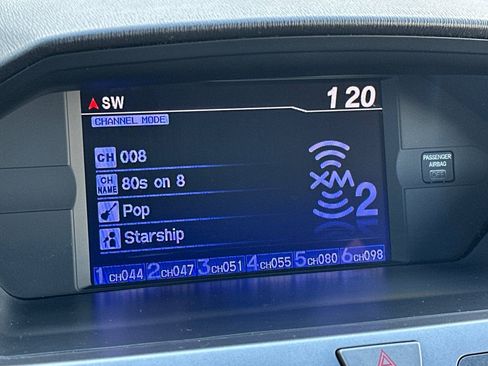 SW 1 20
CHANNEL MODE
CH 008
CH NAME 80s on 8
Pop
Starship
XM 2
PASSENGER
AIRBAG
OFF
1 CH044 2 CH047 3 CH051 4 CH055 5 CH080 6 CH098